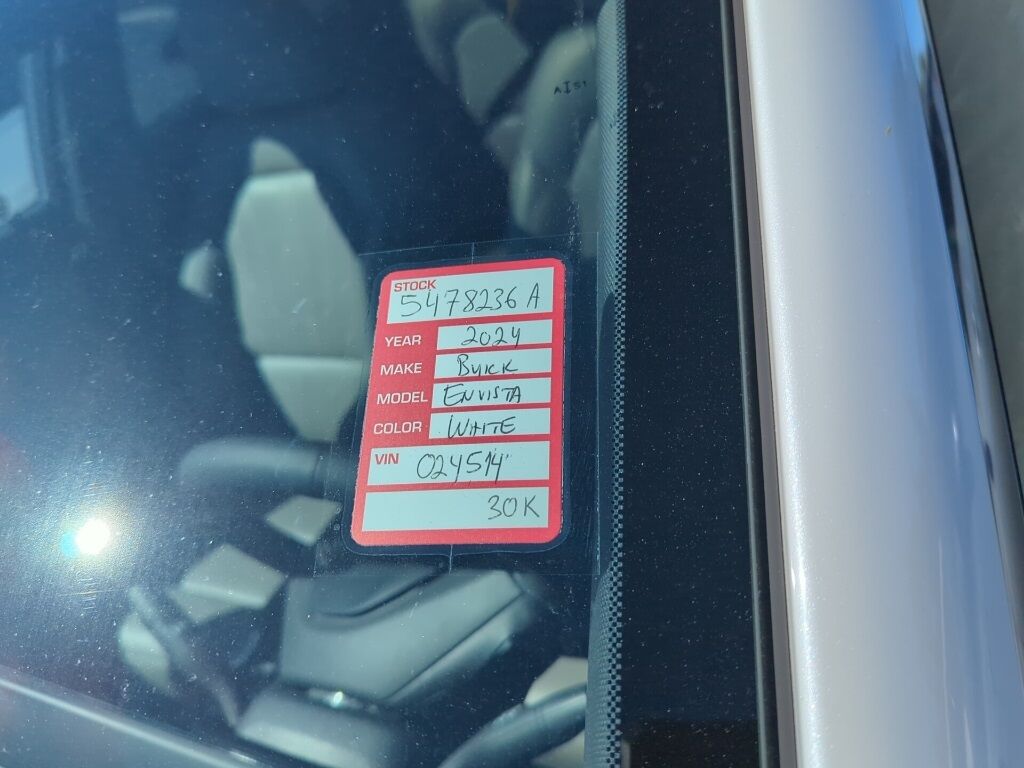 STOCK
5478236 A
YEAR 2024
MAKE BUICK
MODEL ENVISTA
COLOR WHITE
VIN 024514
30K